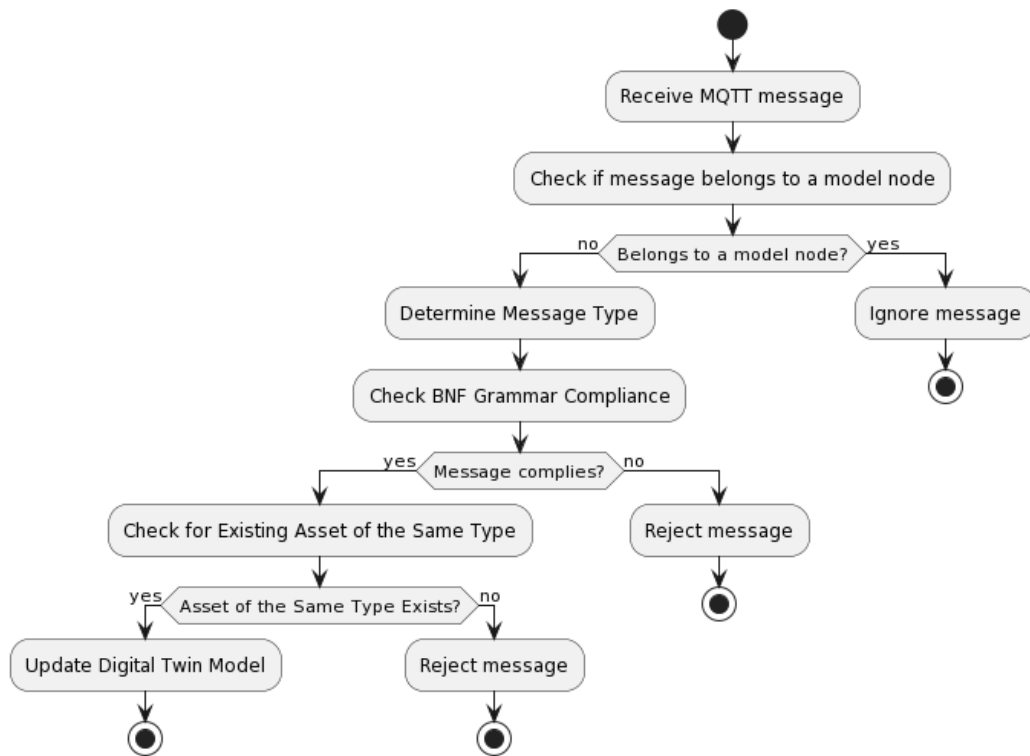 Receive MQTT message
Check if message belongs to a model node
no
Belongs to a model node?
yes
Determine Message Type
Ignore message
Check BNF Grammar Compliance
yes
Message complies?
no
Check for Existing Asset of the Same Type
Reject message
yes
Asset of the Same Type Exists?
no
Update Digital Twin Model
Reject message